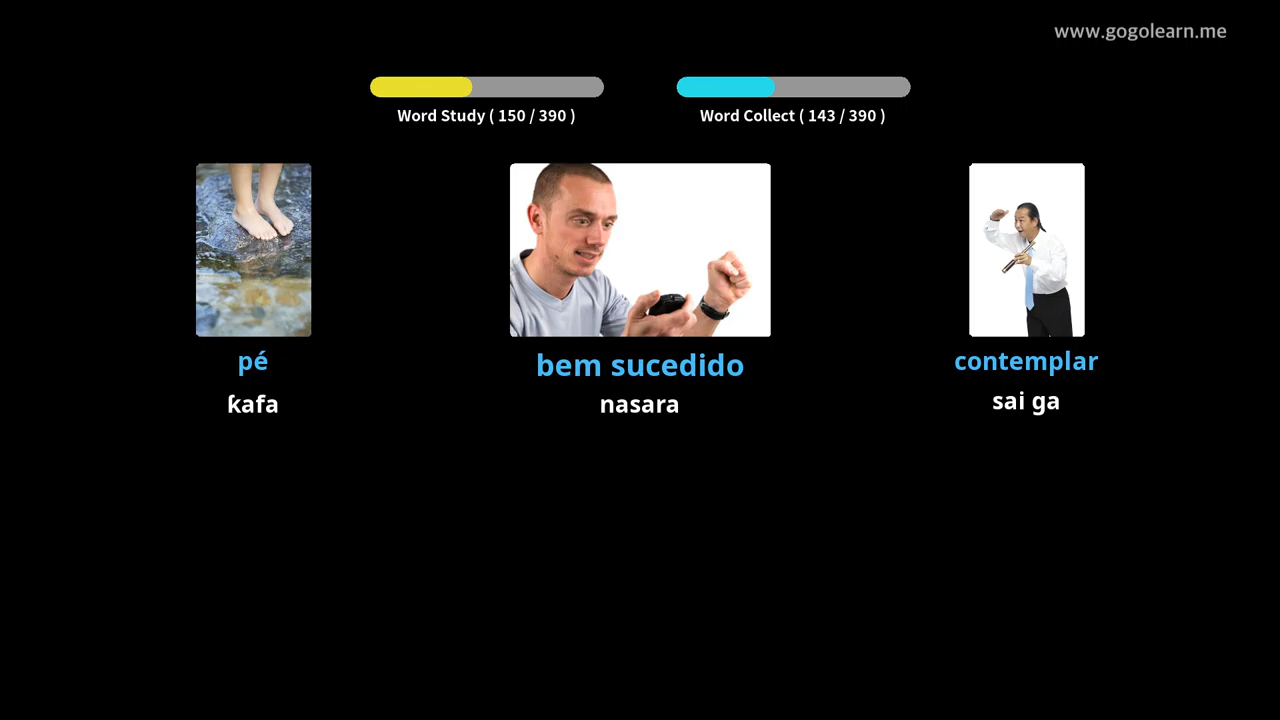 www.gogolearn.me
Word Study ( 150 / 390 )
Word Collect ( 143 / 390 )
pé
bem sucedido
contemplar
ƙafa
nasara
sai ga